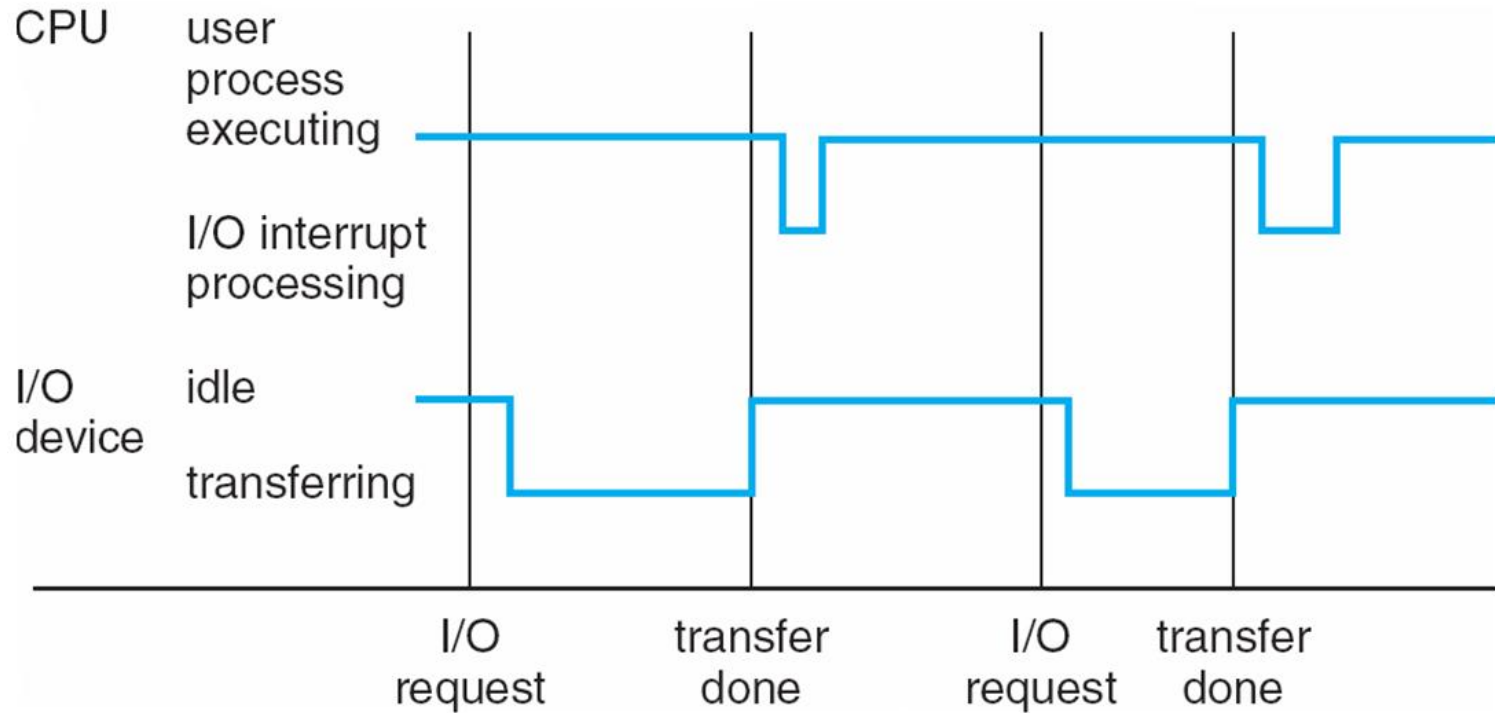 CPU
user
process
executing
I/O interrupt
processing
I/O
device
idle
transferring
I/O
request
transfer
done
I/O
request
transfer
done